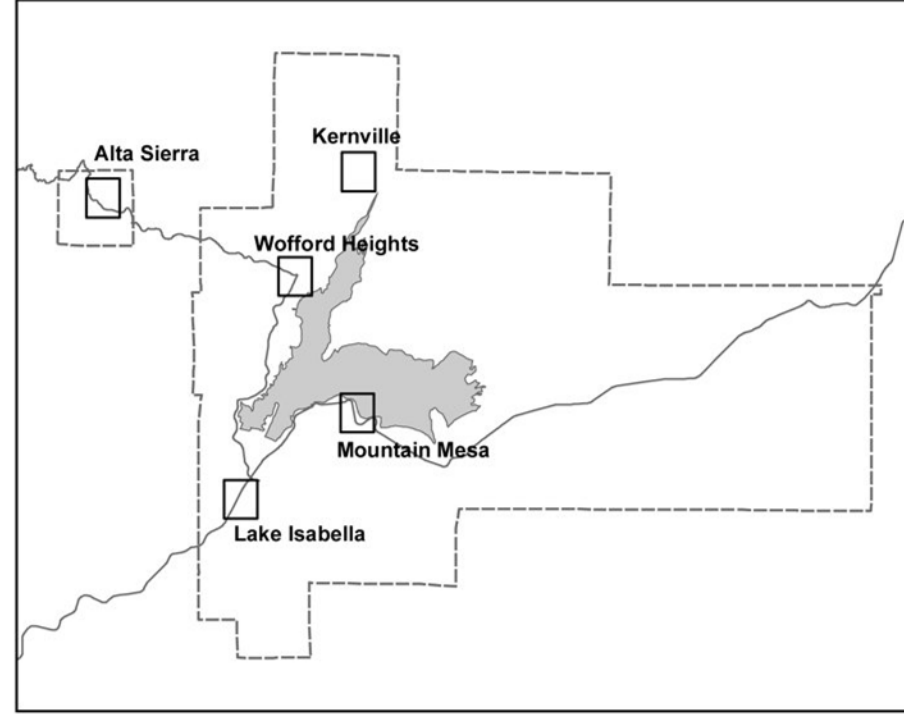 Kernville
Alta Sierra
Wofford Heights
Mountain Mesa
Lake Isabella